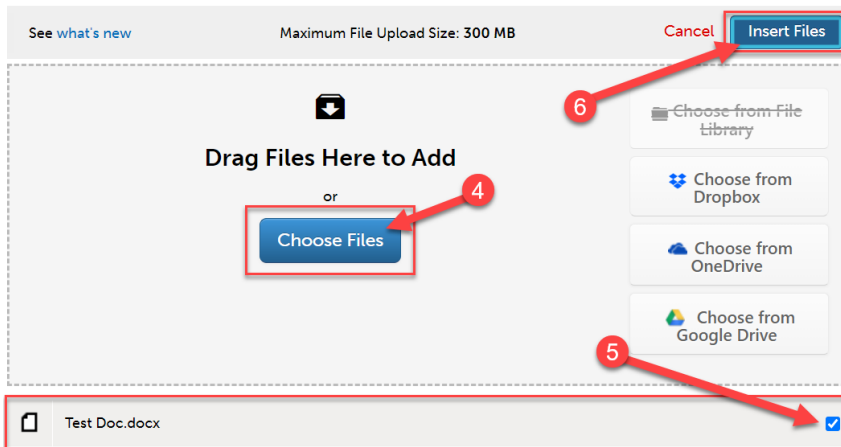 See what's new
Maximum File Upload Size: 300 MB
Cancel
Insert Files
6
Choose from File
Library
Drag Files Here to Add
or
4
Choose Files
Choose from
Dropbox
Choose from
OneDrive
Choose from
Google Drive
5
Test Doc.docx